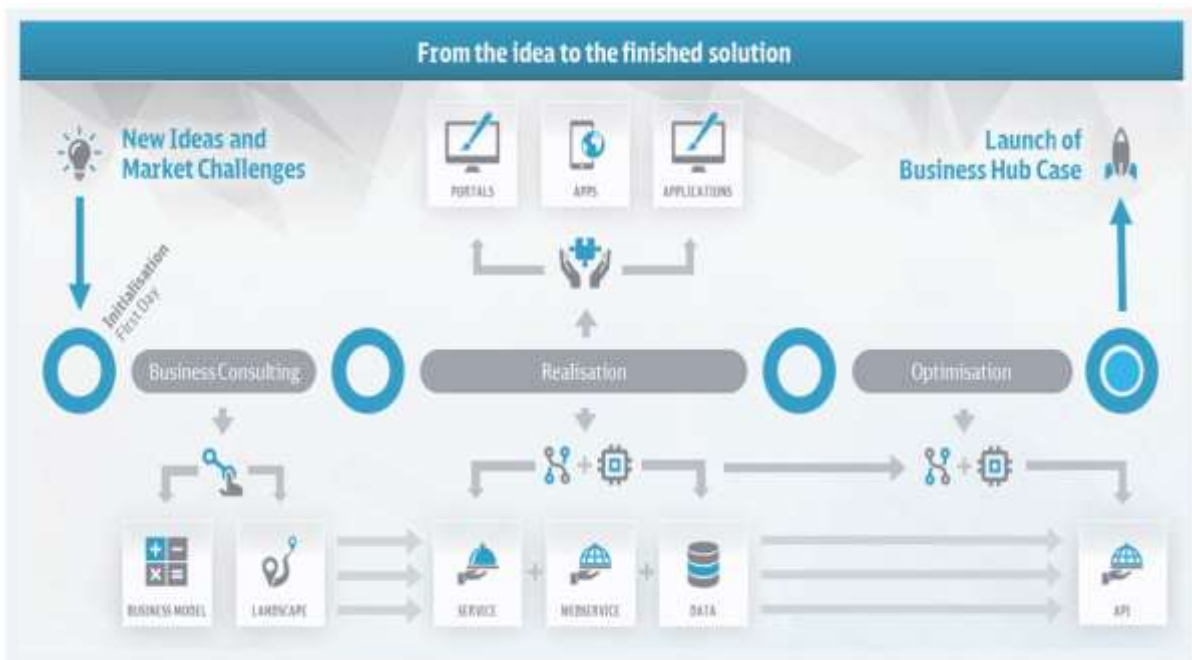 From the idea to the finished solution
New Ideas and
Market Challenges
PORTALS
APPS
APPLICATIONS
Launch of
Business Hub Case
Initialisation
First Day
Business Consulting
Realisation
Optimisation
BUSINESS MODEL
LANDSCAPE
SERVICE
WEBSERVICE
DATA
API